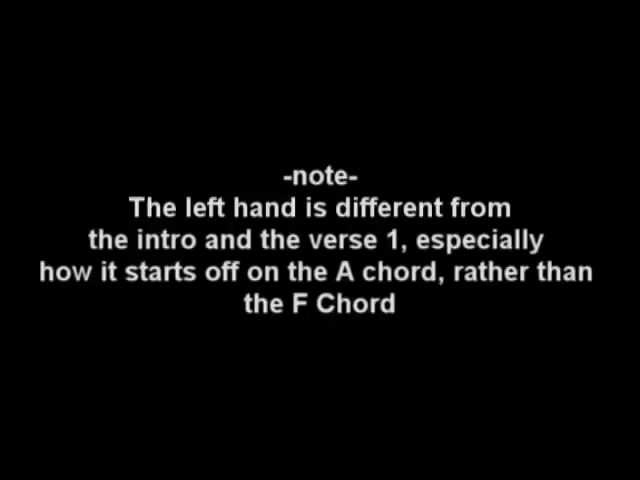 -note-
The left hand is different from
the intro and the verse 1, especially
how it starts off on the A chord, rather than
the F Chord